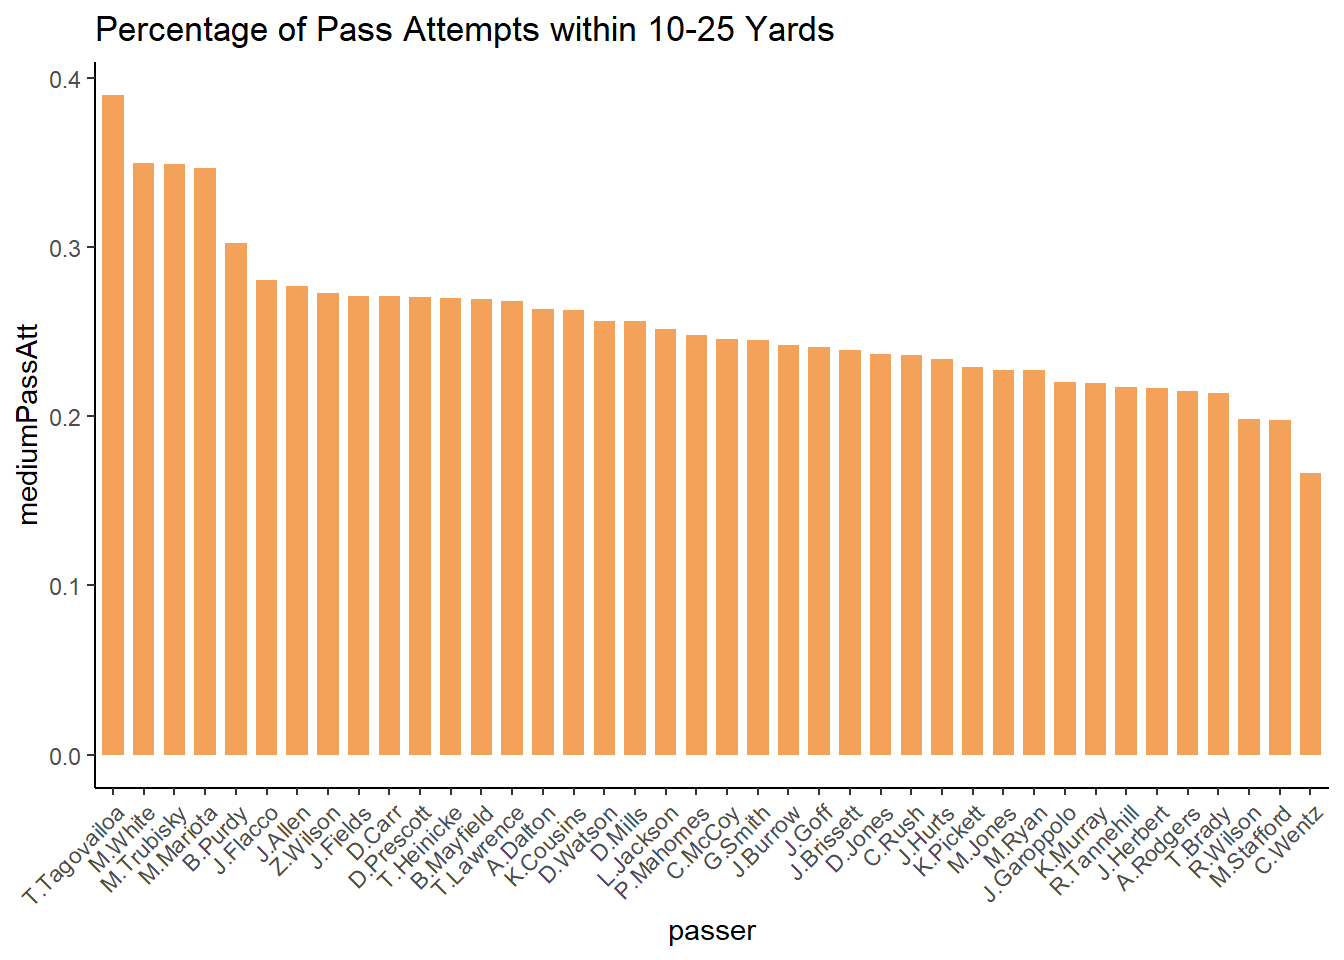 Percentage of Pass Attempts within 10-25 Yards
mediumPassAtt
0.4
0.3
0.2
0.1
0.0
T.Tagovailoa
M.White
M.Trubisky
M.Mariota
B.Purdy
J.Flacco
J.Allen
Z.Wilson
J.Fields
D.Carr
D.Prescott
T.Heinicke
B.Mayfield
T.Lawrence
A.Dalton
K.Cousins
D.Watson
D.Mills
L.Jackson
P.Mahomes
C.McCoy
G.Smith
J.Burrow
J.Goff
J.Brissett
D.Jones
C.Rush
J.Hurts
K.Pickett
M.Jones
M.Ryan
J.Garoppolo
K.Murray
R.Tannehill
J.Herbert
A.Rodgers
T.Brady
R.Wilson
M.Stafford
C.Wentz
passer